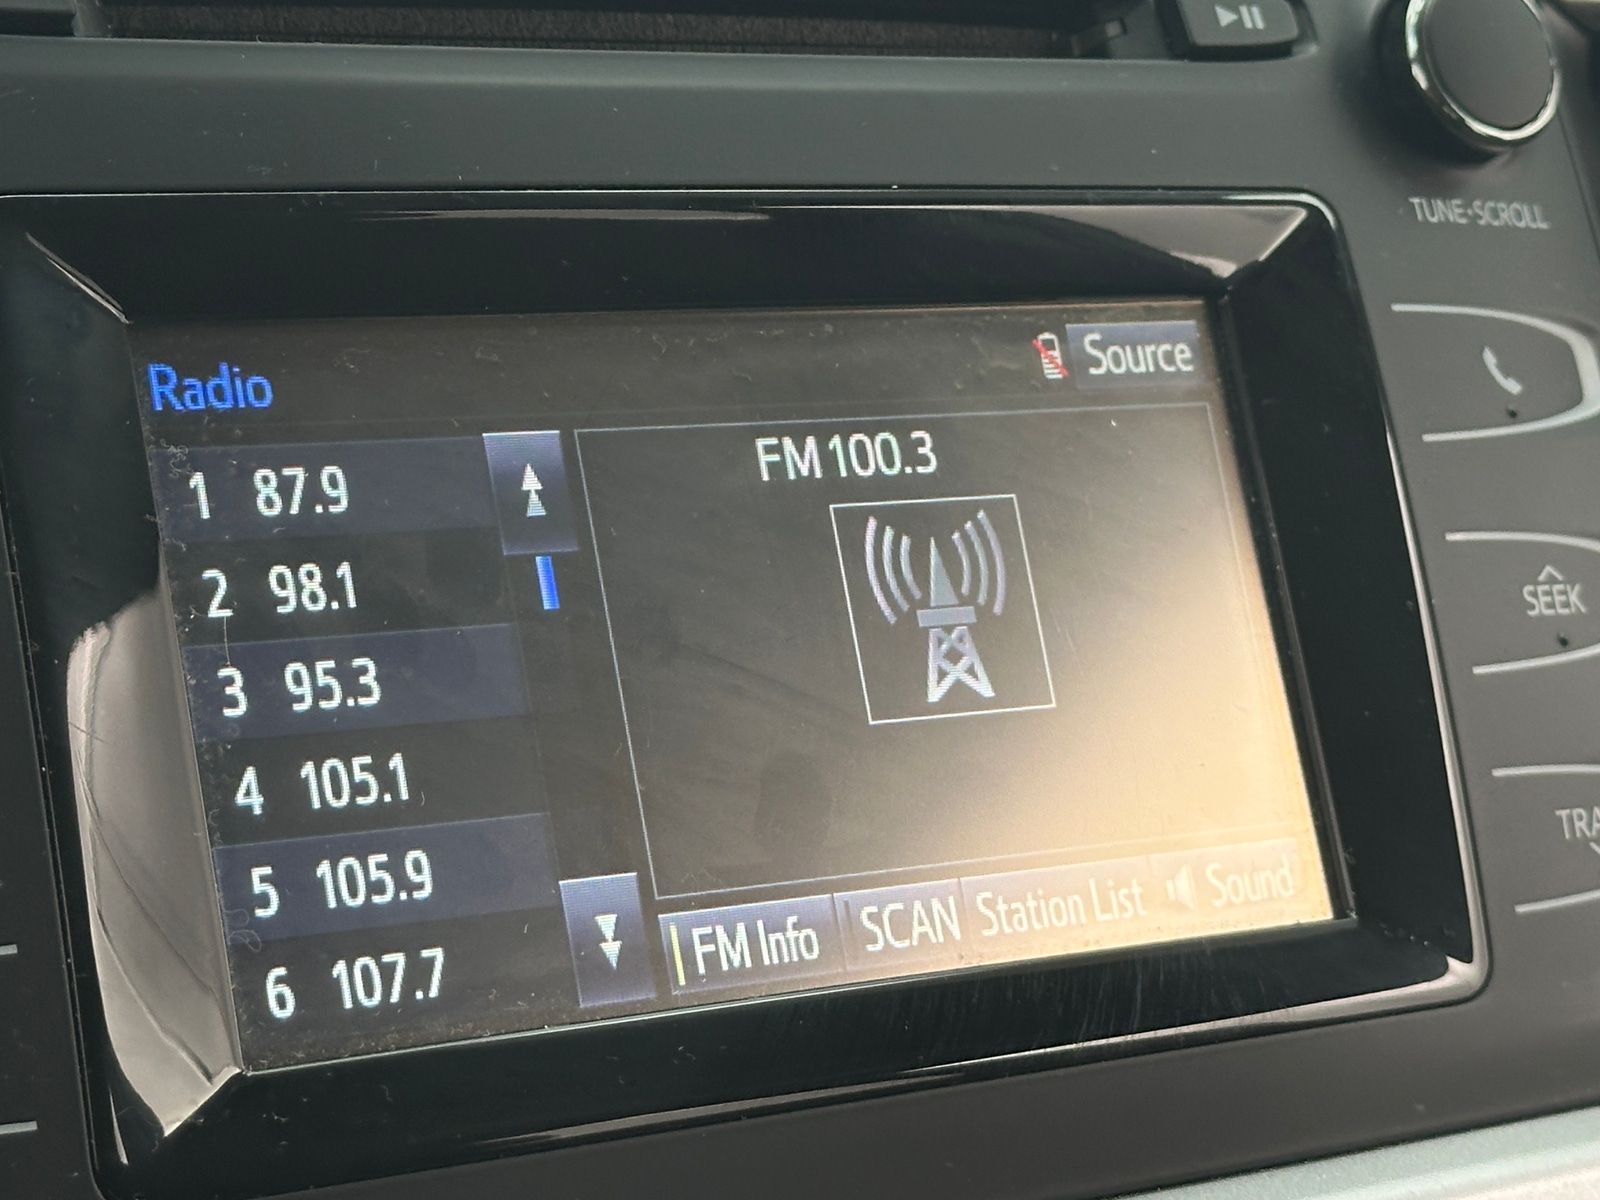 TUNE·SCROLL
Radio
Source
FM 100.3
1 87.9
2 98.1
3 95.3
4 105.1
5 105.9
6 107.7
FM Info
SCAN
Station List
Sound
SEEK